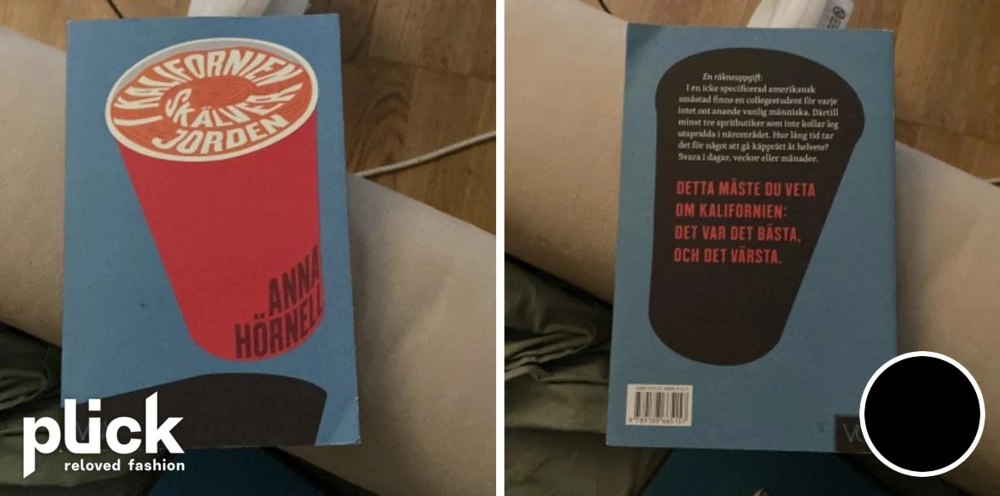 I KALIFORNIEN
SKÄLVER
JORDEN
ANNA
HÖRNELL
plick
reloved fashion
En räkneuppgift:
I en icke specificerad amerikansk
småstad finns en collegestudent för varje
intet ont anande vanlig människa. Därtill
minst tre spritbutiker som inte kollar leg
utspridda i närområdet. Hur lång tid tar
det för något att gå käpprätt åt helvete?
Svara i dagar, veckor eller månader.
DETTA MÅSTE DU VETA
OM KALIFORNIEN:
DET VAR DET BÄSTA,
OCH DET VÄRSTA.